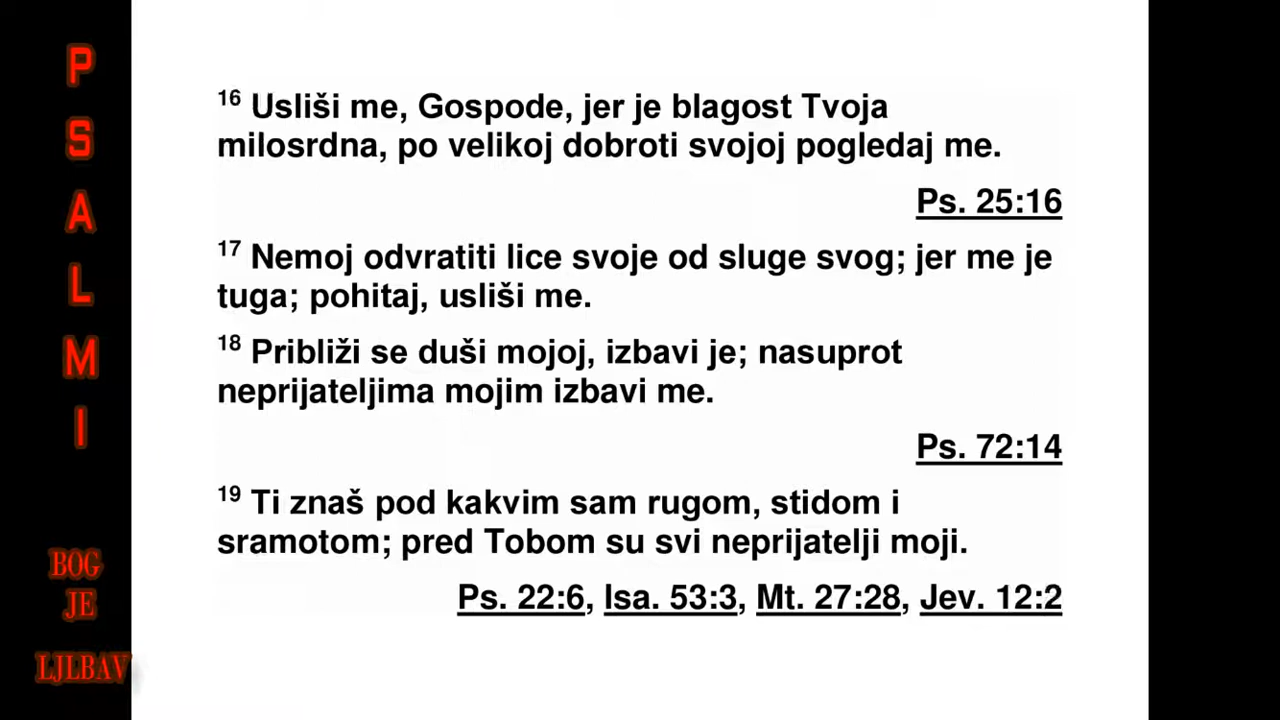 PSALMI
BOG
JE
LJLBAV
16 Usliši me, Gospode, jer je blagost Tvoja
milosrdna, po velikoj dobroti svojoj pogledaj me.
Ps. 25:16
17 Nemoj odvratiti lice svoje od sluge svog; jer me je
tuga; pohitaj, usliši me.
18 Približi se duši mojoj, izbavi je; nasuprot
neprijateljima mojim izbavi me.
Ps. 72:14
19 Ti znaš pod kakvim sam rugom, stidom i
sramotom; pred Tobom su svi neprijatelji moji.
Ps. 22:6, Isa. 53:3, Mt. 27:28, Jev. 12:2